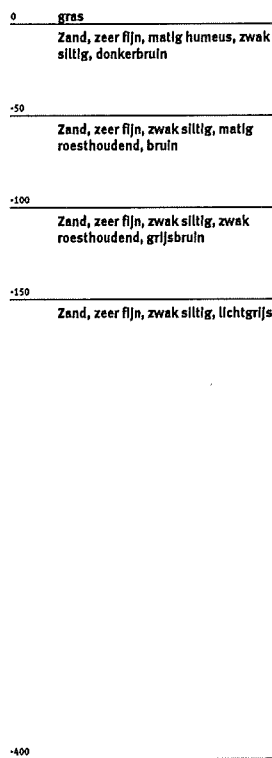 0 gras
Zand, zeer fijn, matig humeus, zwak
siltig, donkerbruin
-50
Zand, zeer fijn, zwak siltig, matig
roesthoudend, bruin
-100
Zand, zeer fijn, zwak siltig, zwak
roesthoudend, grijsbruin
-150
Zand, zeer fijn, zwak siltig, lichtgrijs
-400